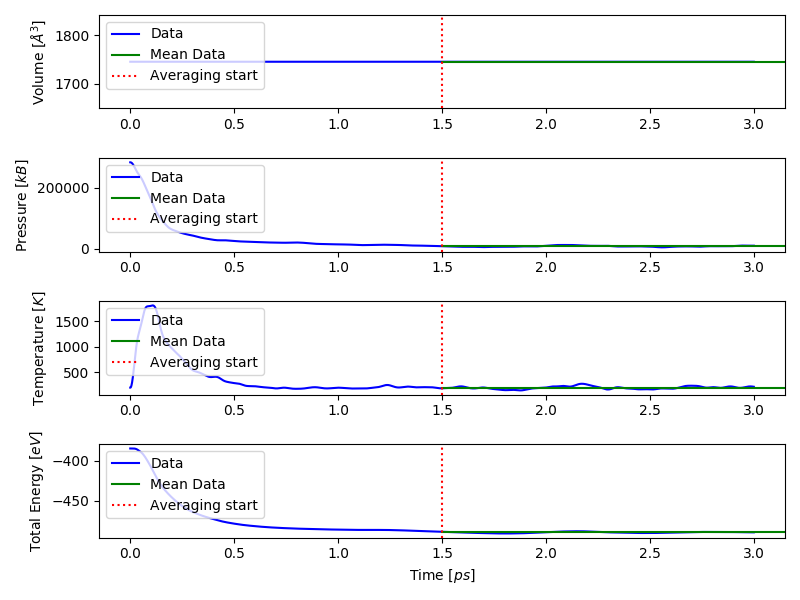 Volume [Å³]
1800
1700
Data
Mean Data
Averaging start
0.0 0.5 1.0 1.5 2.0 2.5 3.0
Pressure [kB]
200000
0
Data
Mean Data
Averaging start
0.0 0.5 1.0 1.5 2.0 2.5 3.0
Temperature [K]
1500
1000
500
Data
Mean Data
Averaging start
0.0 0.5 1.0 1.5 2.0 2.5 3.0
Total Energy [eV]
−400
−450
Data
Mean Data
Averaging start
0.0 0.5 1.0 1.5 2.0 2.5 3.0
Time [ps]